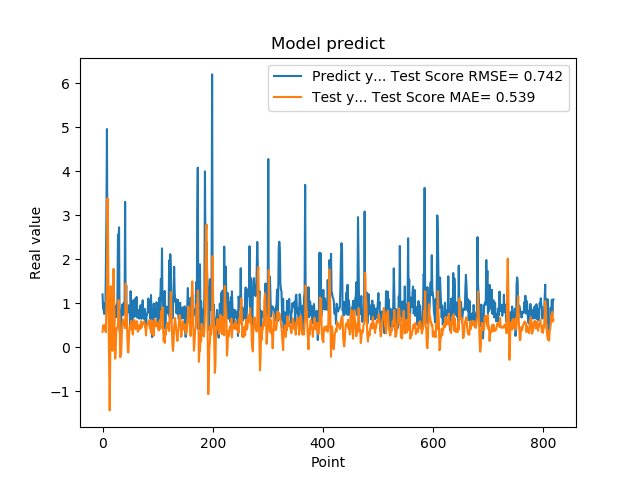 Model predict
Predict y... Test Score RMSE= 0.742
Test y... Test Score MAE= 0.539
Real value
6
5
4
3
2
1
0
−1
0 200 400 600 800
Point